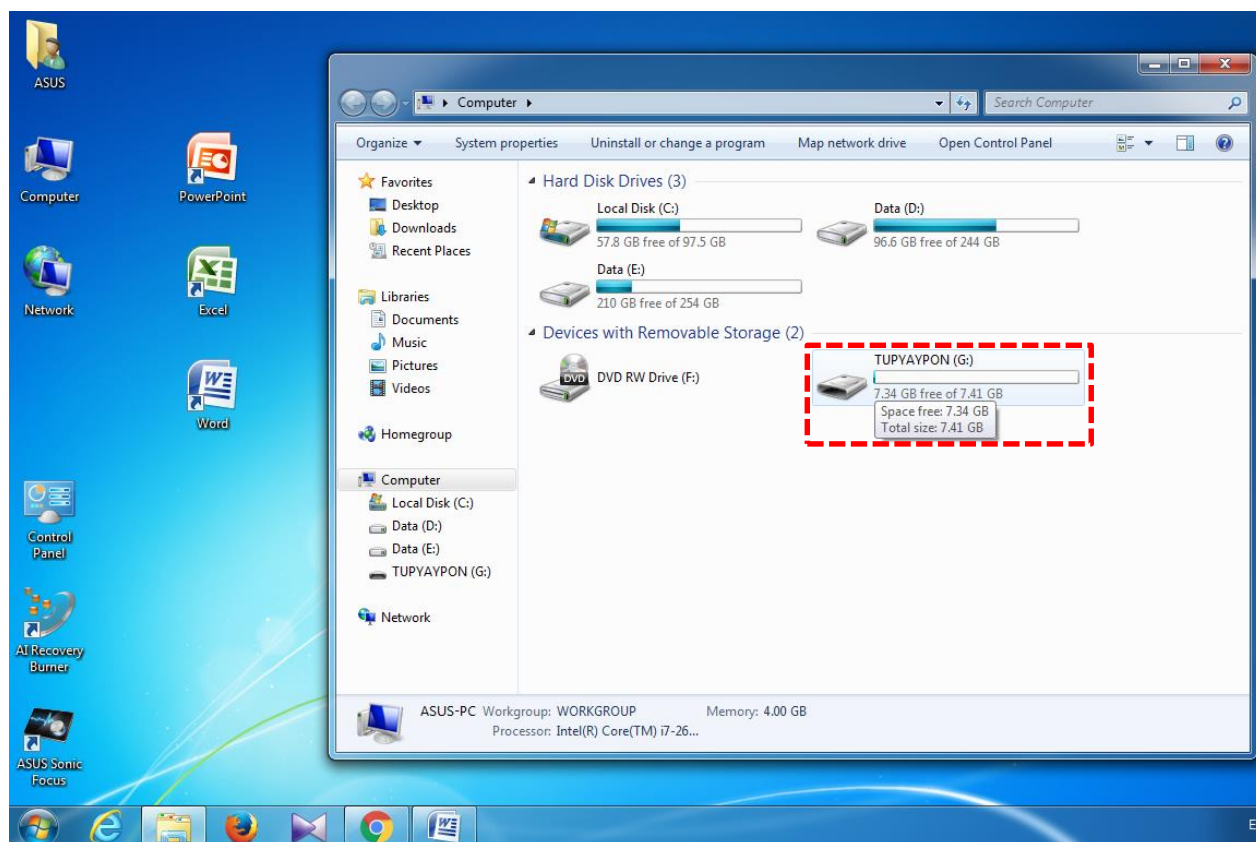 ASUS
Computer
PowerPoint
Network
Excel
Word
Control
Panel
AI Recovery
Burner
ASUS Sonic
Focus
Computer
Search Computer
Organize
System properties
Uninstall or change a program
Map network drive
Open Control Panel
Favorites
Desktop
Downloads
Recent Places
Libraries
Documents
Music
Pictures
Videos
Homegroup
Computer
Local Disk (C:)
Data (D:)
Data (E:)
TUPYAYPON (G:)
Network
Hard Disk Drives (3)
Local Disk (C:)
57.8 GB free of 97.5 GB
Data (D:)
96.6 GB free of 244 GB
Data (E:)
210 GB free of 254 GB
Devices with Removable Storage (2)
DVD
DVD RW Drive (F:)
TUPYAYPON (G:)
7.34 GB free of 7.41 GB
Space free: 7.34 GB
Total size: 7.41 GB
ASUS-PC Workgroup: WORKGROUP Memory: 4.00 GB
Processor: Intel(R) Core(TM) i7-26...